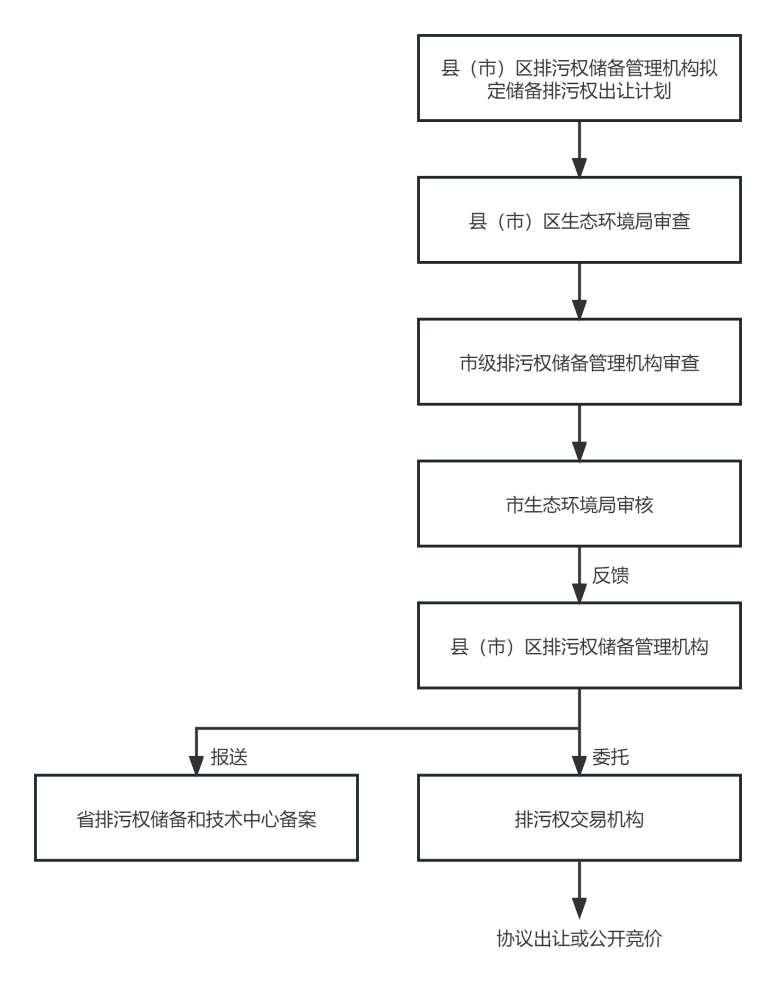 县（市）区排污权储备管理机构拟
定储备排污权出让计划
县（市）区生态环境局审查
市级排污权储备管理机构审查
市生态环境局审核
反馈
县（市）区排污权储备管理机构
报送
委托
省排污权储备和技术中心备案
排污权交易机构
协议出让或公开竞价